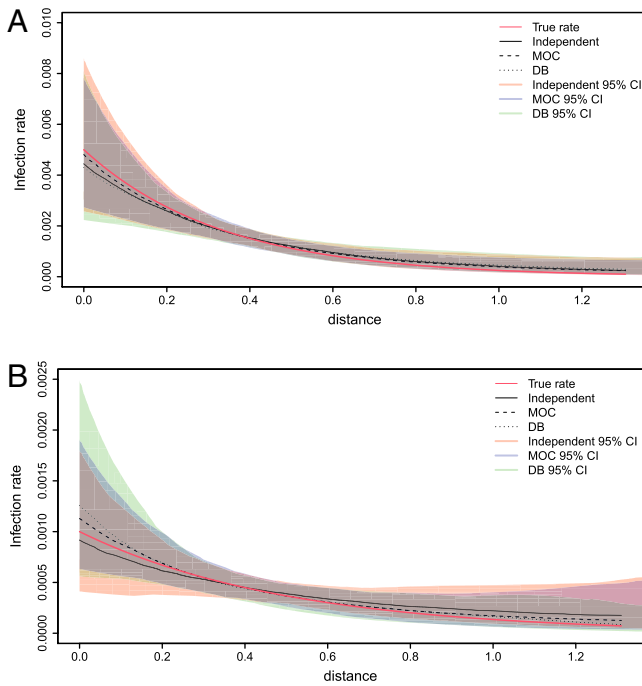 A
True rate
Independent
MOC
DB
Independent 95% CI
MOC 95% CI
DB 95% CI
Infection rate
0.010
0.008
0.006
0.004
0.002
0.000
0.0 0.2 0.4 0.6 0.8 1.0 1.2
distance
B
True rate
Independent
MOC
DB
Independent 95% CI
MOC 95% CI
DB 95% CI
Infection rate
0.0025
0.0020
0.0015
0.0010
0.0005
0.0000
0.0 0.2 0.4 0.6 0.8 1.0 1.2
distance